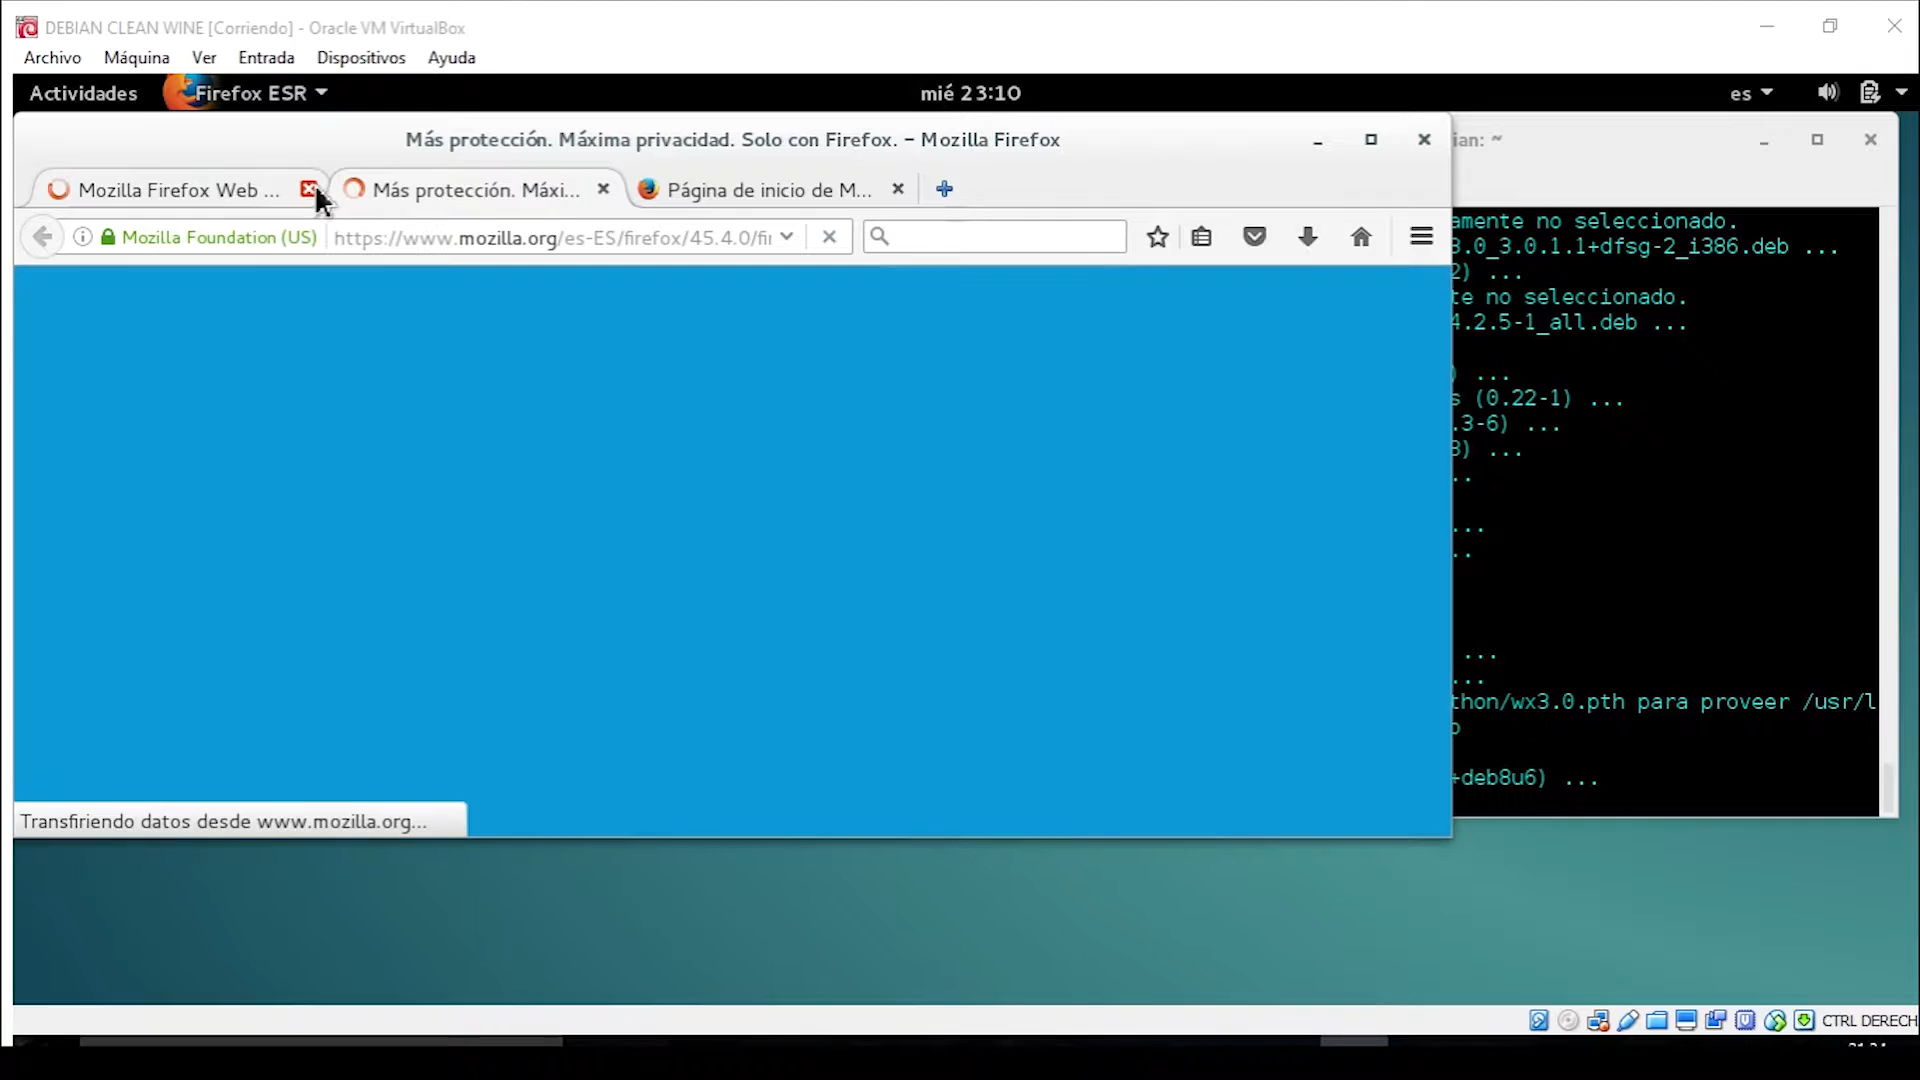 DEBIAN CLEAN WINE [Corriendo] - Oracle VM VirtualBox
Archivo Máquina Ver Entrada Dispositivos Ayuda
Actividades Firefox ESR mié 23:10 es
Más protección. Máxima privacidad. Solo con Firefox. - Mozilla Firefox
ian: ~
Mozilla Firefox Web ... Más protección. Máxi... Página de inicio de M...
Mozilla Foundation (US) https://www.mozilla.org/es-ES/firefox/45.4.0/fir
amente no seleccionado.
3.0_3.0.1.1+dfsg-2_i386.deb ...
2) ...
te no seleccionado.
4.2.5-1_all.deb ...
) ...
s (0.22-1) ...
.3-6) ...
8) ...
..
...
..
...
...
thon/wx3.0.pth para proveer /usr/l
+deb8u6) ...
Transfiriendo datos desde www.mozilla.org...
CTRL DERECH